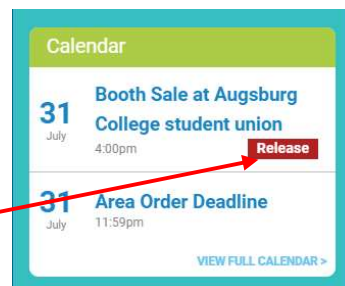 Calendar
31
July
Booth Sale at Augsburg
College student union
4:00pm
Release
31
July
Area Order Deadline
11:59pm
VIEW FULL CALENDAR >